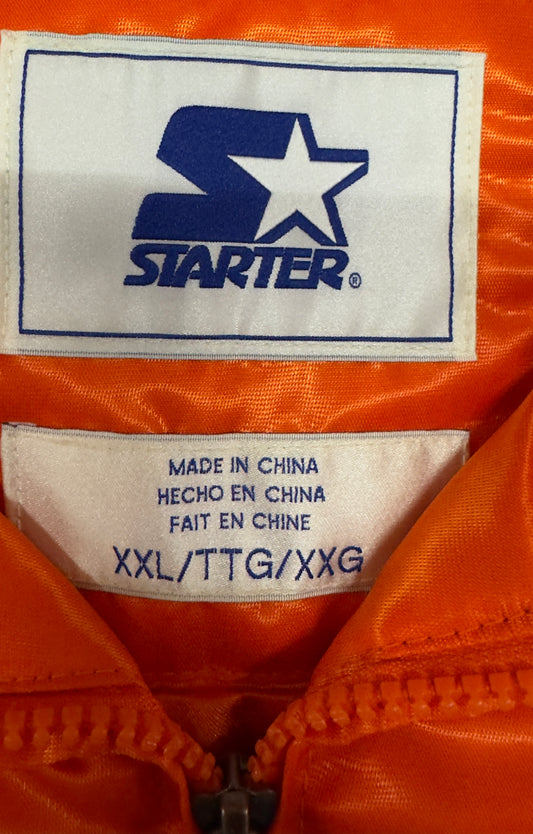 STARTER®
MADE IN CHINA
HECHO EN CHINA
FAIT EN CHINE
XXL/TTG/XXG